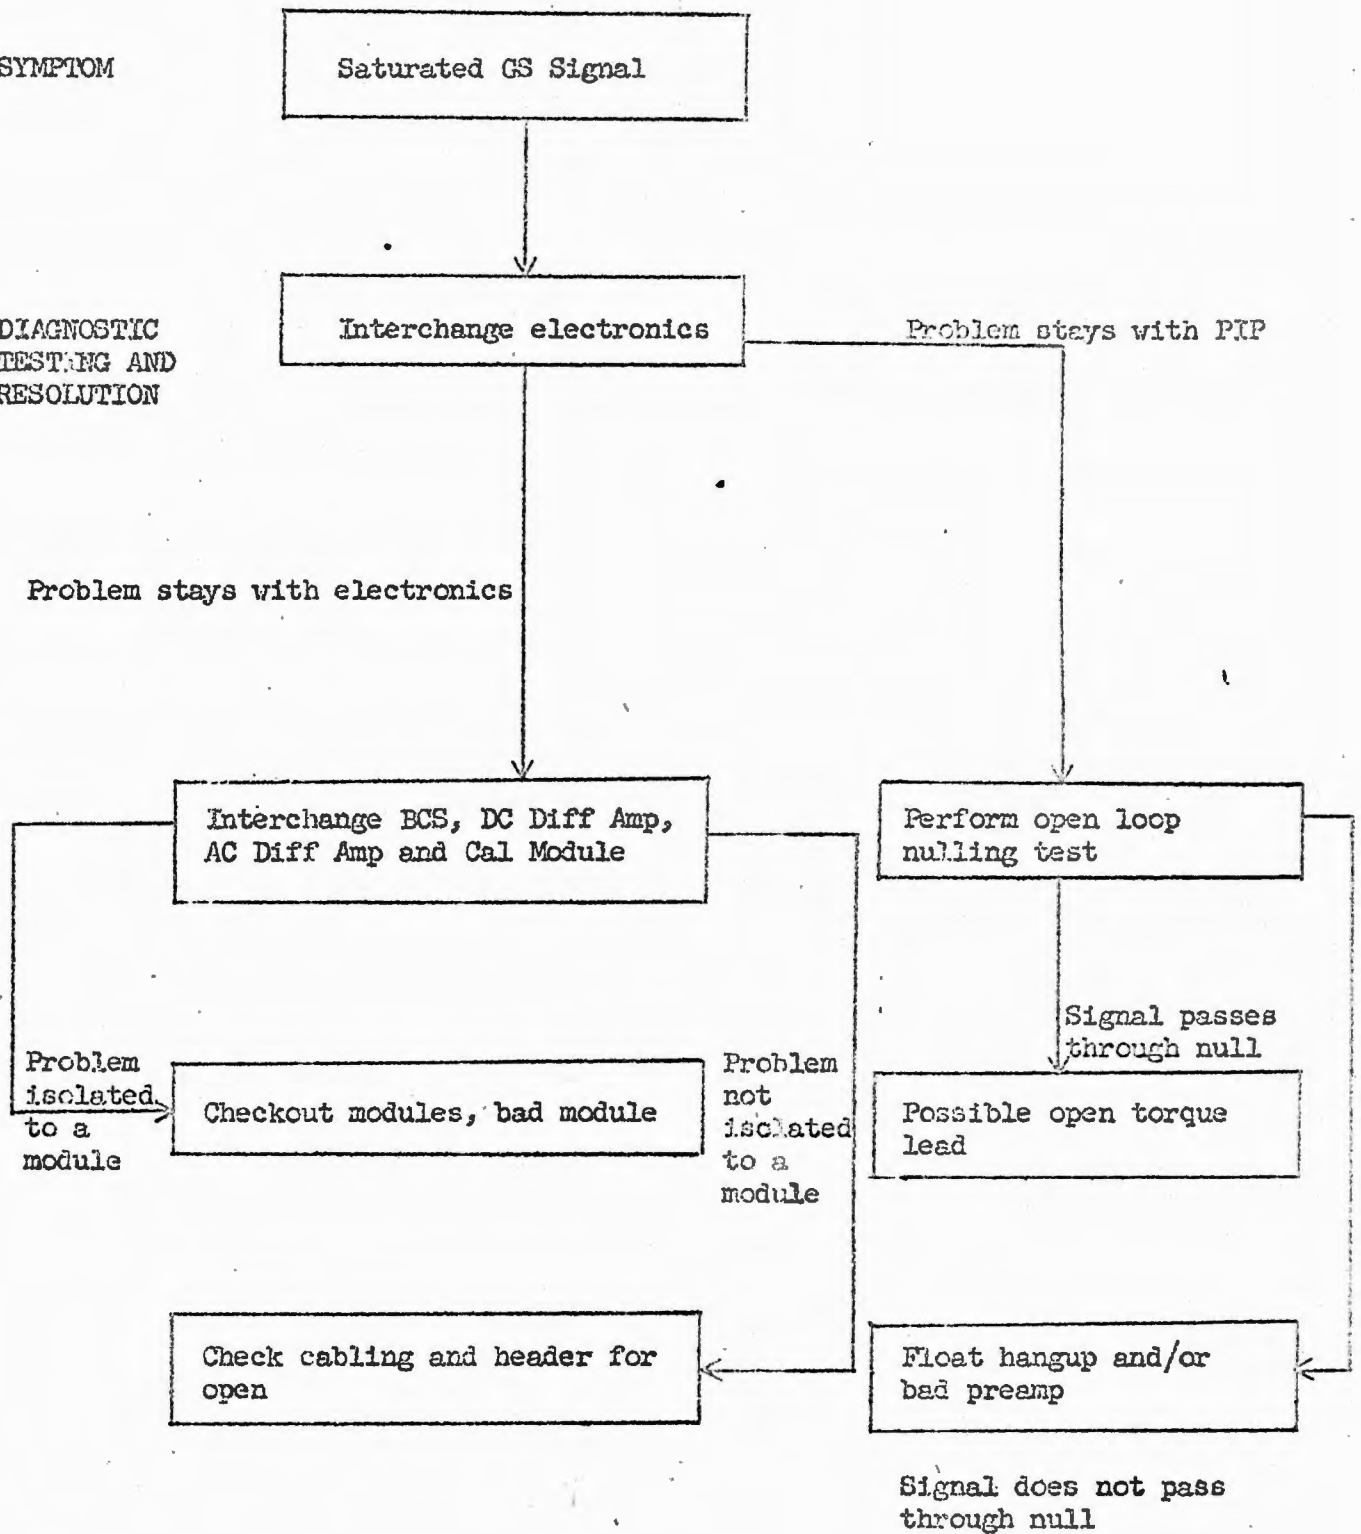 SYMPTOM
Saturated GS Signal
DIAGNOSTIC
TESTING AND
RESOLUTION
Interchange electronics
Problem stays with PIP
Problem stays with electronics
Interchange BCS, DC Diff Amp,
AC Diff Amp and Cal Module
Perform open loop
nulling test
Signal passes
through null
Problem
isolated
to a
module
Checkout modules, bad module
Problem
not
isolated
to a
module
Possible open torque
lead
Check cabling and header for
open
Float hangup and/or
bad preamp
Signal does not pass
through null